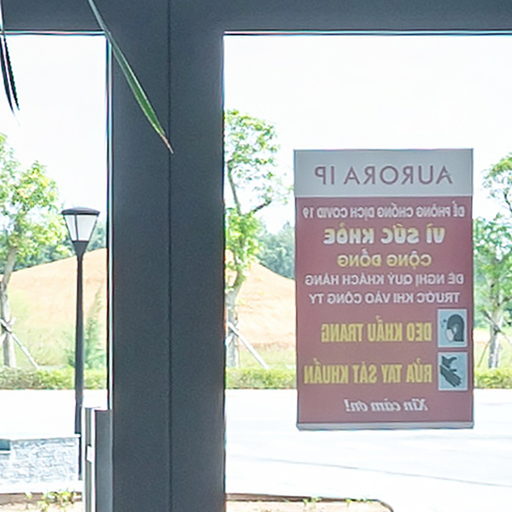 AURORA IP
ĐỂ PHÒNG CHỐNG DỊCH COVID 19
VÌ SỨC KHỎE
CỘNG ĐỒNG
ĐỀ NGHỊ QUÝ KHÁCH HÀNG
TRƯỚC KHI VÀO CÔNG TY
ĐEO KHẨU TRANG
RỬA TAY SÁT KHUẨN
Xin cảm ơn!